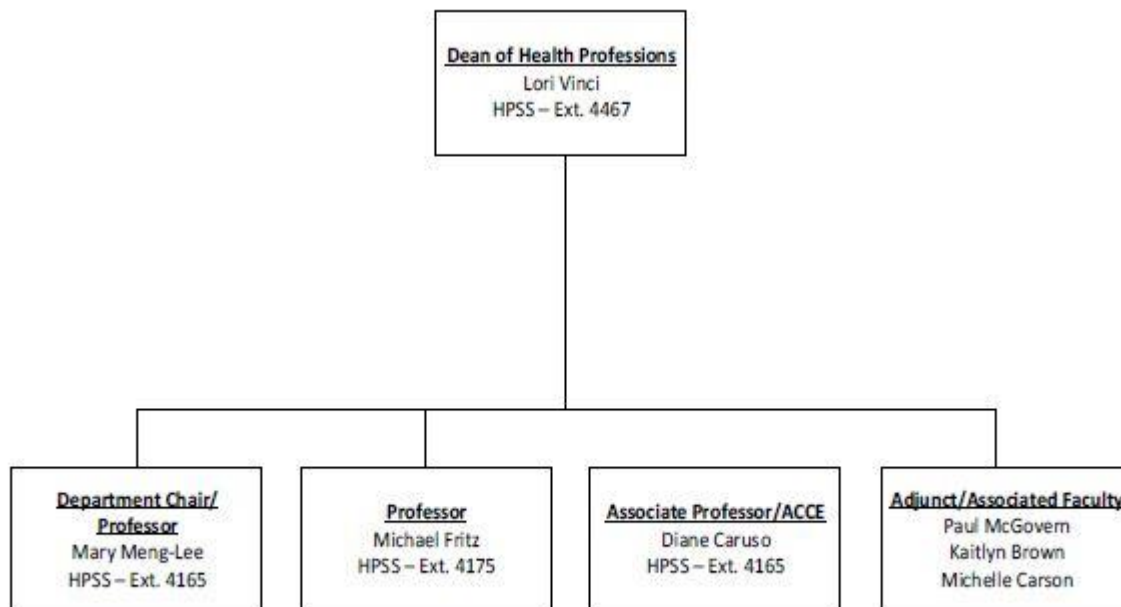 Dean of Health Professions
Lori Vinci
HPSS – Ext. 4467
Department Chair/
Professor
Mary Meng-Lee
HPSS – Ext. 4165
Professor
Michael Fritz
HPSS – Ext. 4175
Associate Professor/ACCE
Diane Caruso
HPSS – Ext. 4165
Adjunct/Associated Faculty
Paul McGovern
Kaitlyn Brown
Michelle Carson